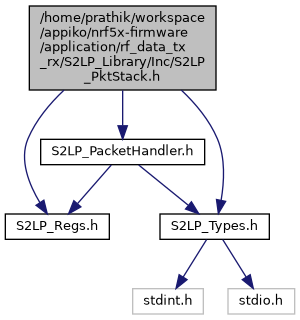 /home/prathik/workspace
/appiko/nrf5x-firmware
/application/rf_data_tx
_rx/S2LP_Library/Inc/S2LP
_PktStack.h
S2LP_PacketHandler.h
S2LP_Regs.h
S2LP_Types.h
stdint.h
stdio.h